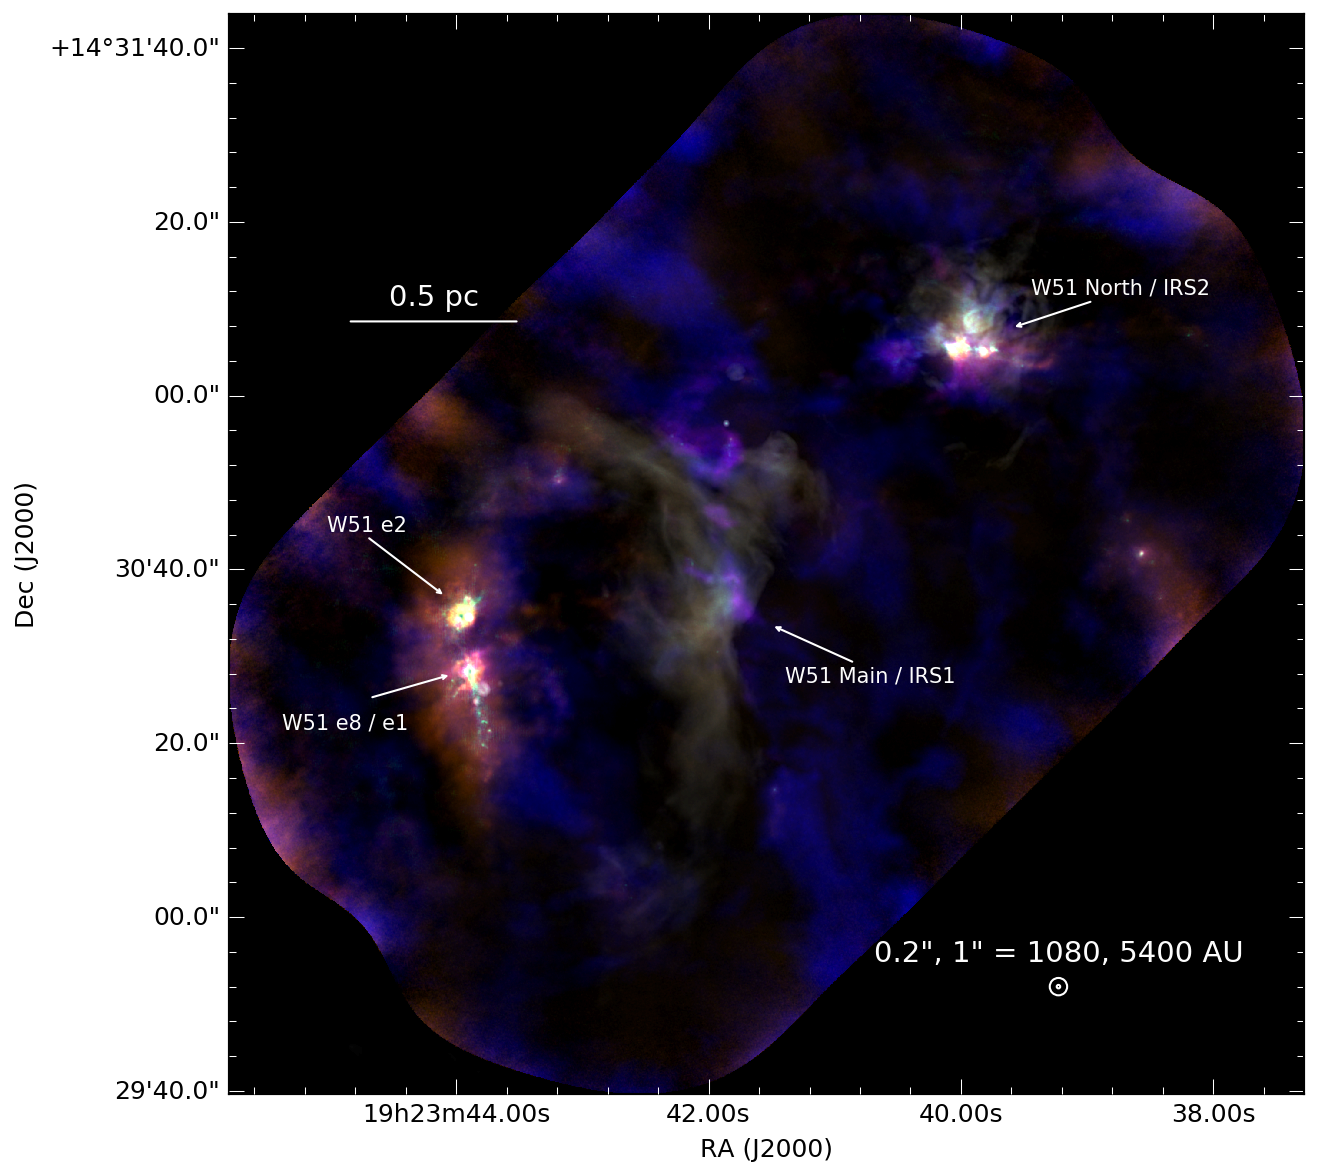 +14°31'40.0"
20.0"
00.0"
30'40.0"
20.0"
00.0"
29'40.0"
Dec (J2000)
0.5 pc
W51 North / IRS2
W51 e2
W51 Main / IRS1
W51 e8 / e1
0.2", 1" = 1080, 5400 AU
19h23m44.00s
42.00s
40.00s
38.00s
RA (J2000)